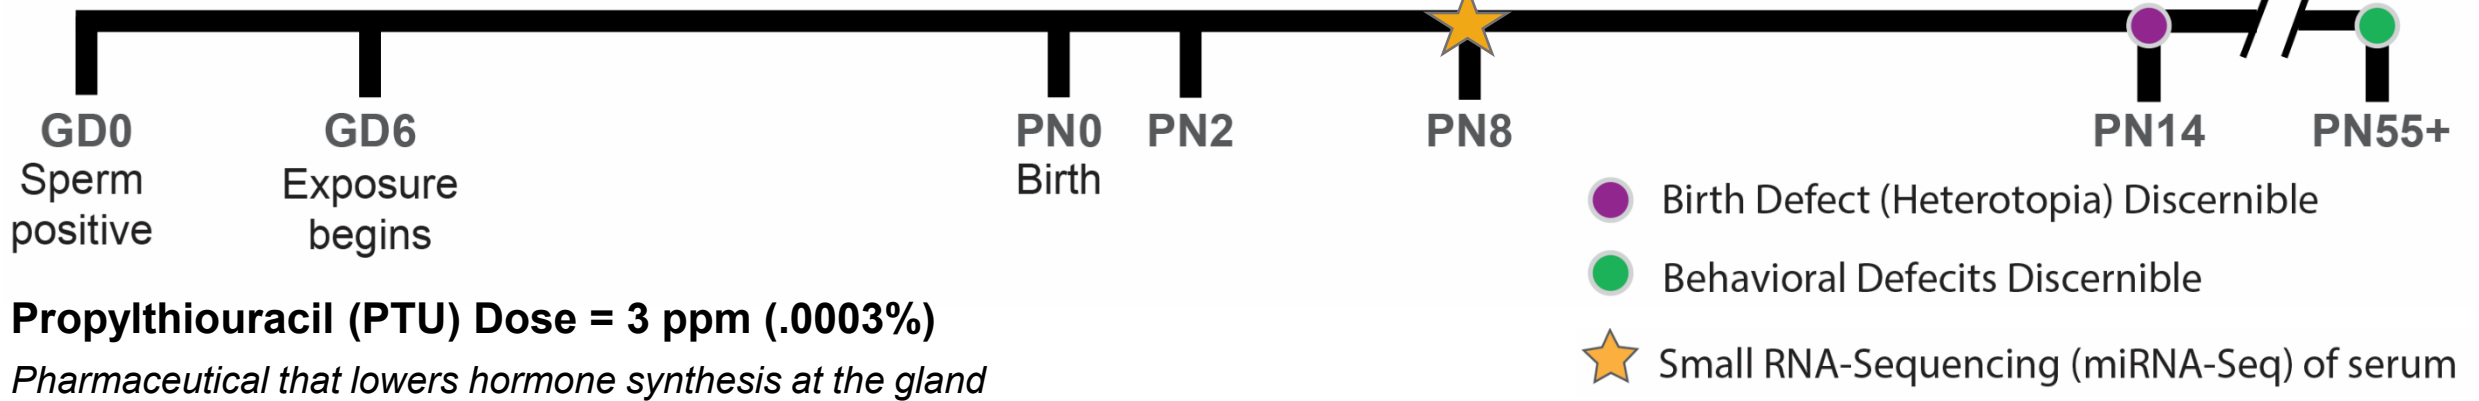 GD0 GD6 PN0 PN2 PN8 PN14 PN55+
Sperm
positive
Exposure
begins
Birth
Birth Defect (Heterotopia) Discernible
Behavioral Defecits Discernible
Small RNA-Sequencing (miRNA-Seq) of serum
Propylthiouracil (PTU) Dose = 3 ppm (.0003%)
Pharmaceutical that lowers hormone synthesis at the gland